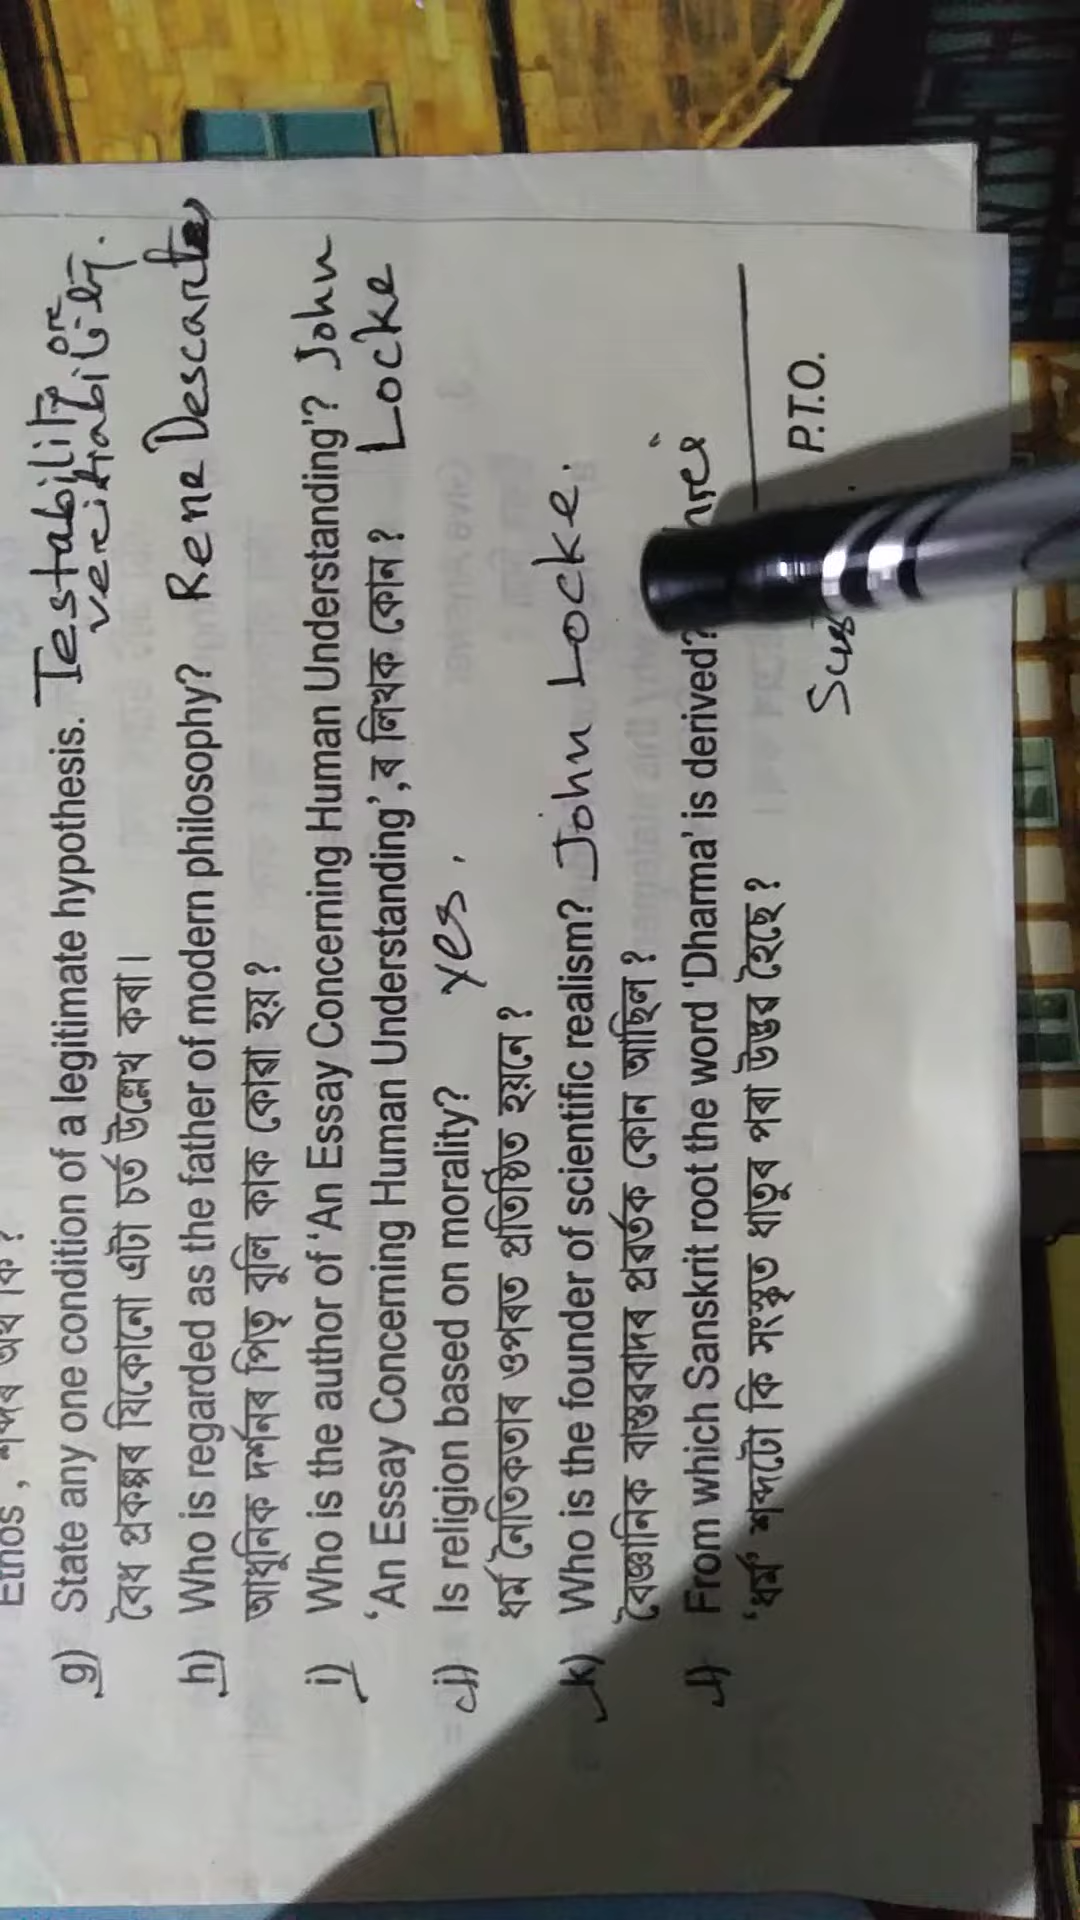 g) State any one condition of a legitimate hypothesis. Testability or verifiability.
বৈধ প্ৰকল্পৰ যিকোনো এটা চৰ্ত উল্লেখ কৰা।
h) Who is regarded as the father of modern philosophy? Rene Descartes
আধুনিক দৰ্শনৰ পিতৃ বুলি কাক কোৱা হয়?
i) Who is the author of 'An Essay Concerning Human Understanding'? John
'An Essay Concerning Human Understanding',ৰ লিখক কোন? Locke
j) Is religion based on morality? Yes.
ধৰ্ম নৈতিকতাৰ ওপৰত প্ৰতিষ্ঠিত হয়নে?
k) Who is the founder of scientific realism? John Locke.
বৈজ্ঞানিক বাস্তৱবাদৰ প্ৰৱৰ্তক কোন আছিল?
l) From which Sanskrit root the word 'Dharma' is derived?
'ধৰ্ম' শব্দটো কি সংস্কৃত ধাতুৰ পৰা উদ্ভৱ হৈছে?
P.T.O.